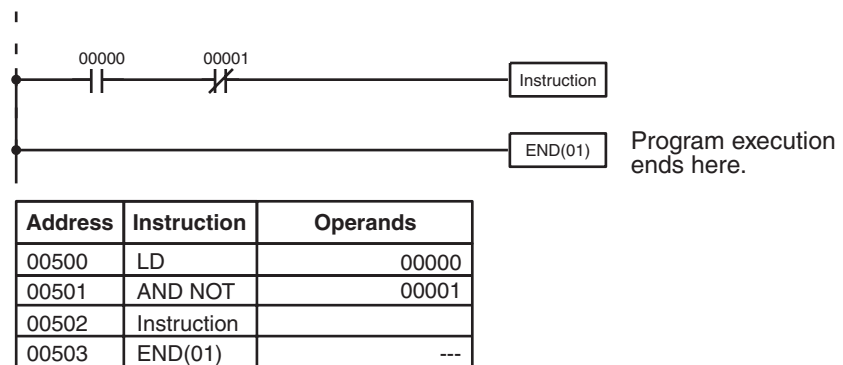 00000 00001
Instruction
END(01)
Program execution
ends here.
Address Instruction Operands
00500 LD 00000
00501 AND NOT 00001
00502 Instruction
00503 END(01) ---